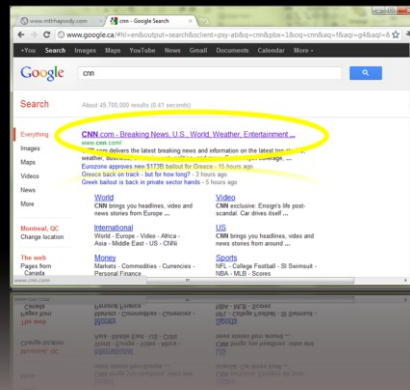 www.mtlrhapsody.com
cnn - Google Search
www.google.ca/#hl=en&output=search&sclient=psy-ab&q=cnn&pbx=1&oq=cnn&aq=f&aqi=g4&aql=&
+You Search Images Maps YouTube News Gmail Documents Calendar More
Google cnn
Search About 49,700,000 results (0.41 seconds)
Everything
Images
Maps
Videos
News
More
Montreal, QC
Change location
The web
Pages from
Canada
CNN.com - Breaking News, U.S., World, Weather, Entertainment ...
www.cnn.com/
CNN.com delivers the latest breaking news and information on the latest top
weather, business,
Eurozone approves new $173B bailout for Greece - 15 hours ago
Greece back on track - but for how long? - 3 hours ago
Greek bailout is back in private sector hands - 5 hours ago
World
CNN brings you headlines, video and
news stories from Europe ...
Video
CNN exclusive: Ensign's life post-
scandal. Car drives itself ...
International
World - Europe - Video - Africa -
Asia - Middle East - US - CNNi
US
CNN brings you headlines, video and
news stories from around ...
Money
Markets - Commodities - Currencies -
Personal Finance
Sports
NFL - College Football - SI Swimsuit -
NBA - MLB - Scores
www.cnn.com